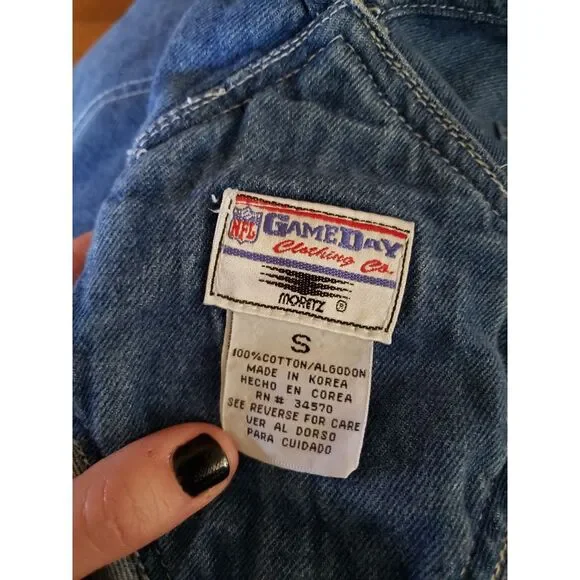 NFL GAMEDAY
Clothing Co.
MORETZ ®
S
100%COTTON/ALGODON
MADE IN KOREA
HECHO EN COREA
RN# 34570
SEE REVERSE FOR CARE
VER AL DORSO
PARA CUIDADO